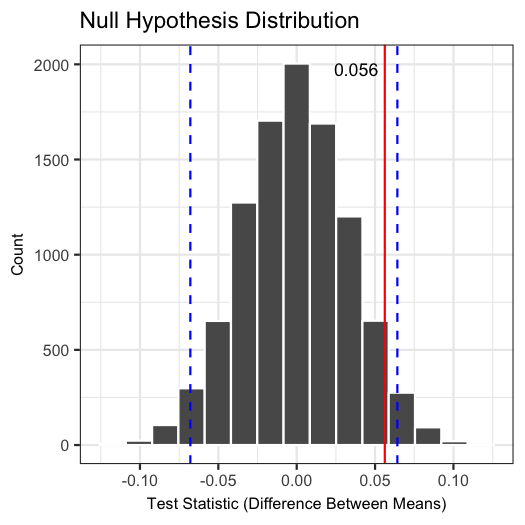 Null Hypothesis Distribution
2000
0.056
1500
1000
500
0
Count
-0.10 -0.05 0.00 0.05 0.10
Test Statistic (Difference Between Means)